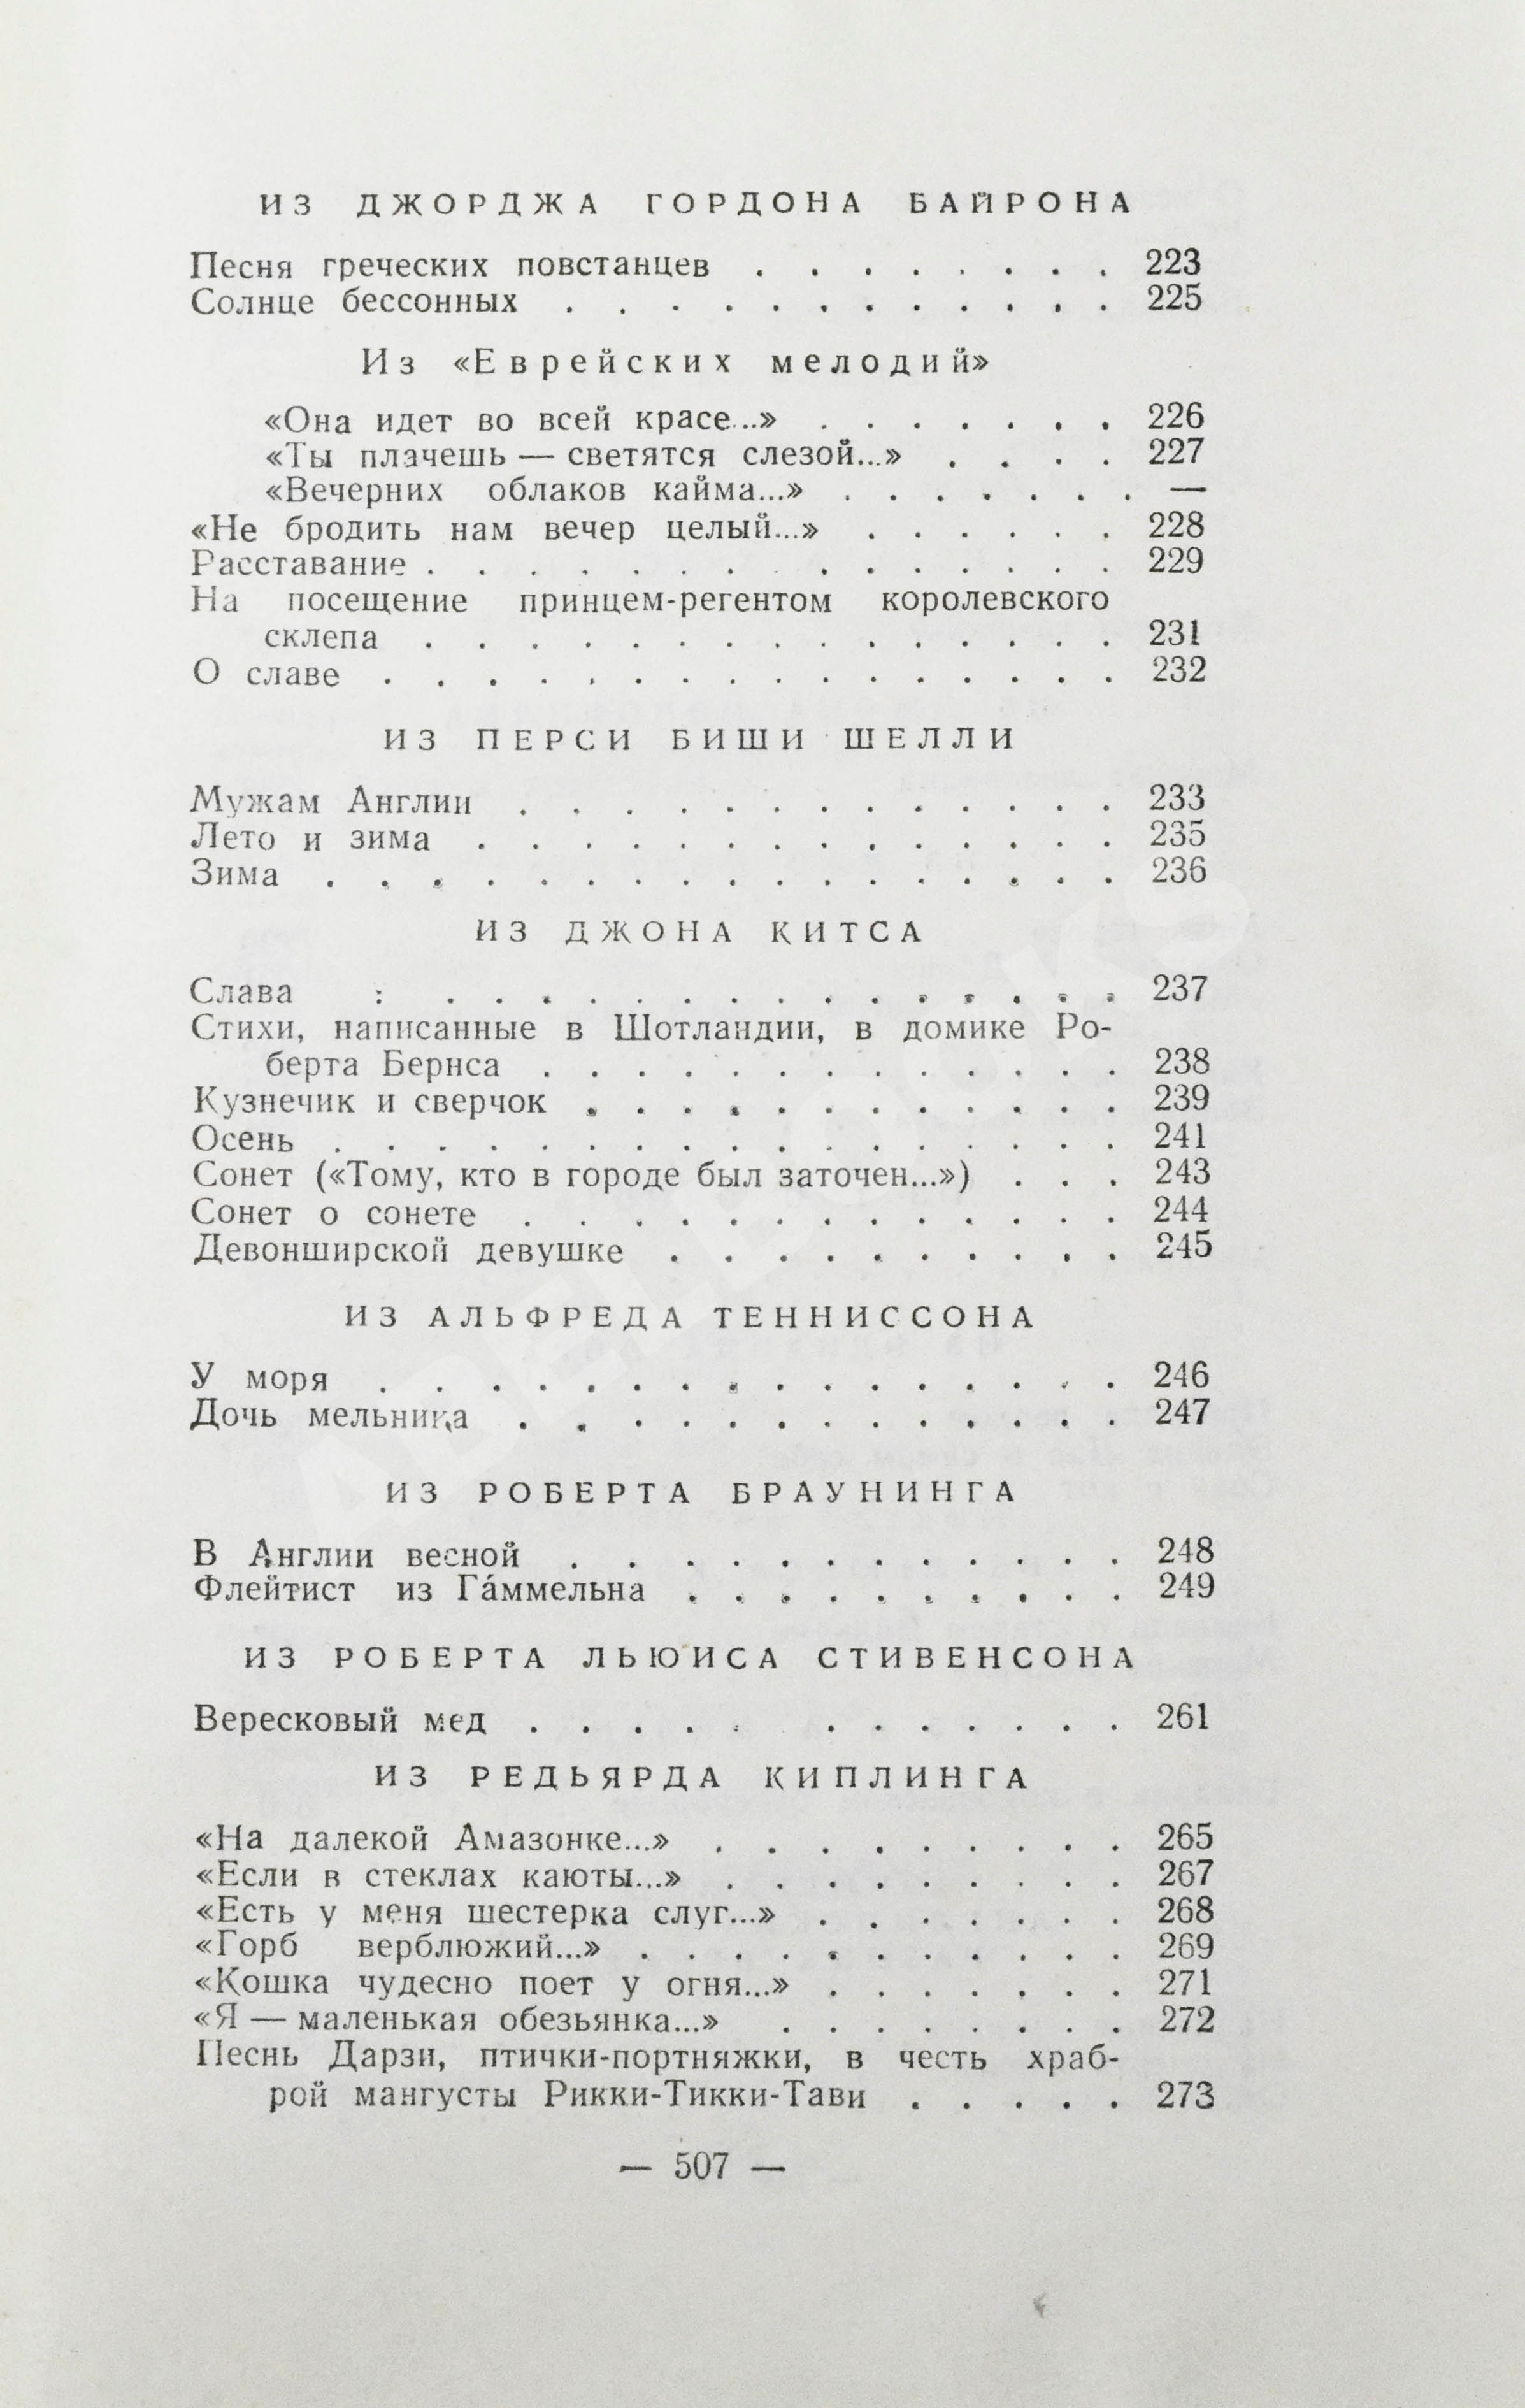 ИЗ ДЖОРДЖА ГОРДОНА БАЙРОНА
Песня греческих повстанцев . . . . . . . . 223
Солнце бессонных . . . . . . . . . . . . 225
Из «Еврейских мелодий»
«Она идет во всей красе...» . . . . . . . 226
«Ты плачешь — светятся слезой...» . . . . 227
«Вечерних облаков кайма...» . . . . . . . —
«Не бродить нам вечер целый...» . . . . . . 228
Расставание . . . . . . . . . . . . . . 229
На посещение принцем-регентом королевского
склепа . . . . . . . . . . . . . . 231
О славе . . . . . . . . . . . . . . . . 232
ИЗ ПЕРСИ БИШИ ШЕЛЛИ
Мужам Англии . . . . . . . . . . . . . 233
Лето и зима . . . . . . . . . . . . . . 235
Зима . . . . . . . . . . . . . . . . . 236
ИЗ ДЖОНА КИТСА
Слава : . . . . . . . . . . . . . . . 237
Стихи, написанные в Шотландии, в домике Ро-
берта Бернса . . . . . . . . . . . . . 238
Кузнечик и сверчок . . . . . . . . . . . . 239
Осень . . . . . . . . . . . . . . . . . 241
Сонет («Тому, кто в городе был заточен...») . . . 243
Сонет о сонете . . . . . . . . . . . . . 244
Девонширской девушке . . . . . . . . . . 245
ИЗ АЛЬФРЕДА ТЕННИССОНА
У моря . . . . . . . . . . . . . . . . 246
Дочь мельника . . . . . . . . . . . . . 247
ИЗ РОБЕРТА БРАУНИНГА
В Англии весной . . . . . . . . . . . . 248
Флейтист из Га́ммельна . . . . . . . . . . 249
ИЗ РОБЕРТА ЛЬЮИСА СТИВЕНСОНА
Вересковый мед . . . . . . . . . . . . 261
ИЗ РЕДЬЯРДА КИПЛИНГА
«На далекой Амазонке...» . . . . . . . . . 265
«Если в стеклах каюты...» . . . . . . . . . 267
«Есть у меня шестерка слуг...» . . . . . . . 268
«Горб верблюжий...» . . . . . . . . . . . 269
«Кошка чудесно поет у огня...» . . . . . . . 271
«Я — маленькая обезьянка...» . . . . . . . . 272
Песнь Дарзи, птички-портняжки, в честь храб-
рой мангусты Рикки-Тикки-Тави . . . . . 273
— 507 —